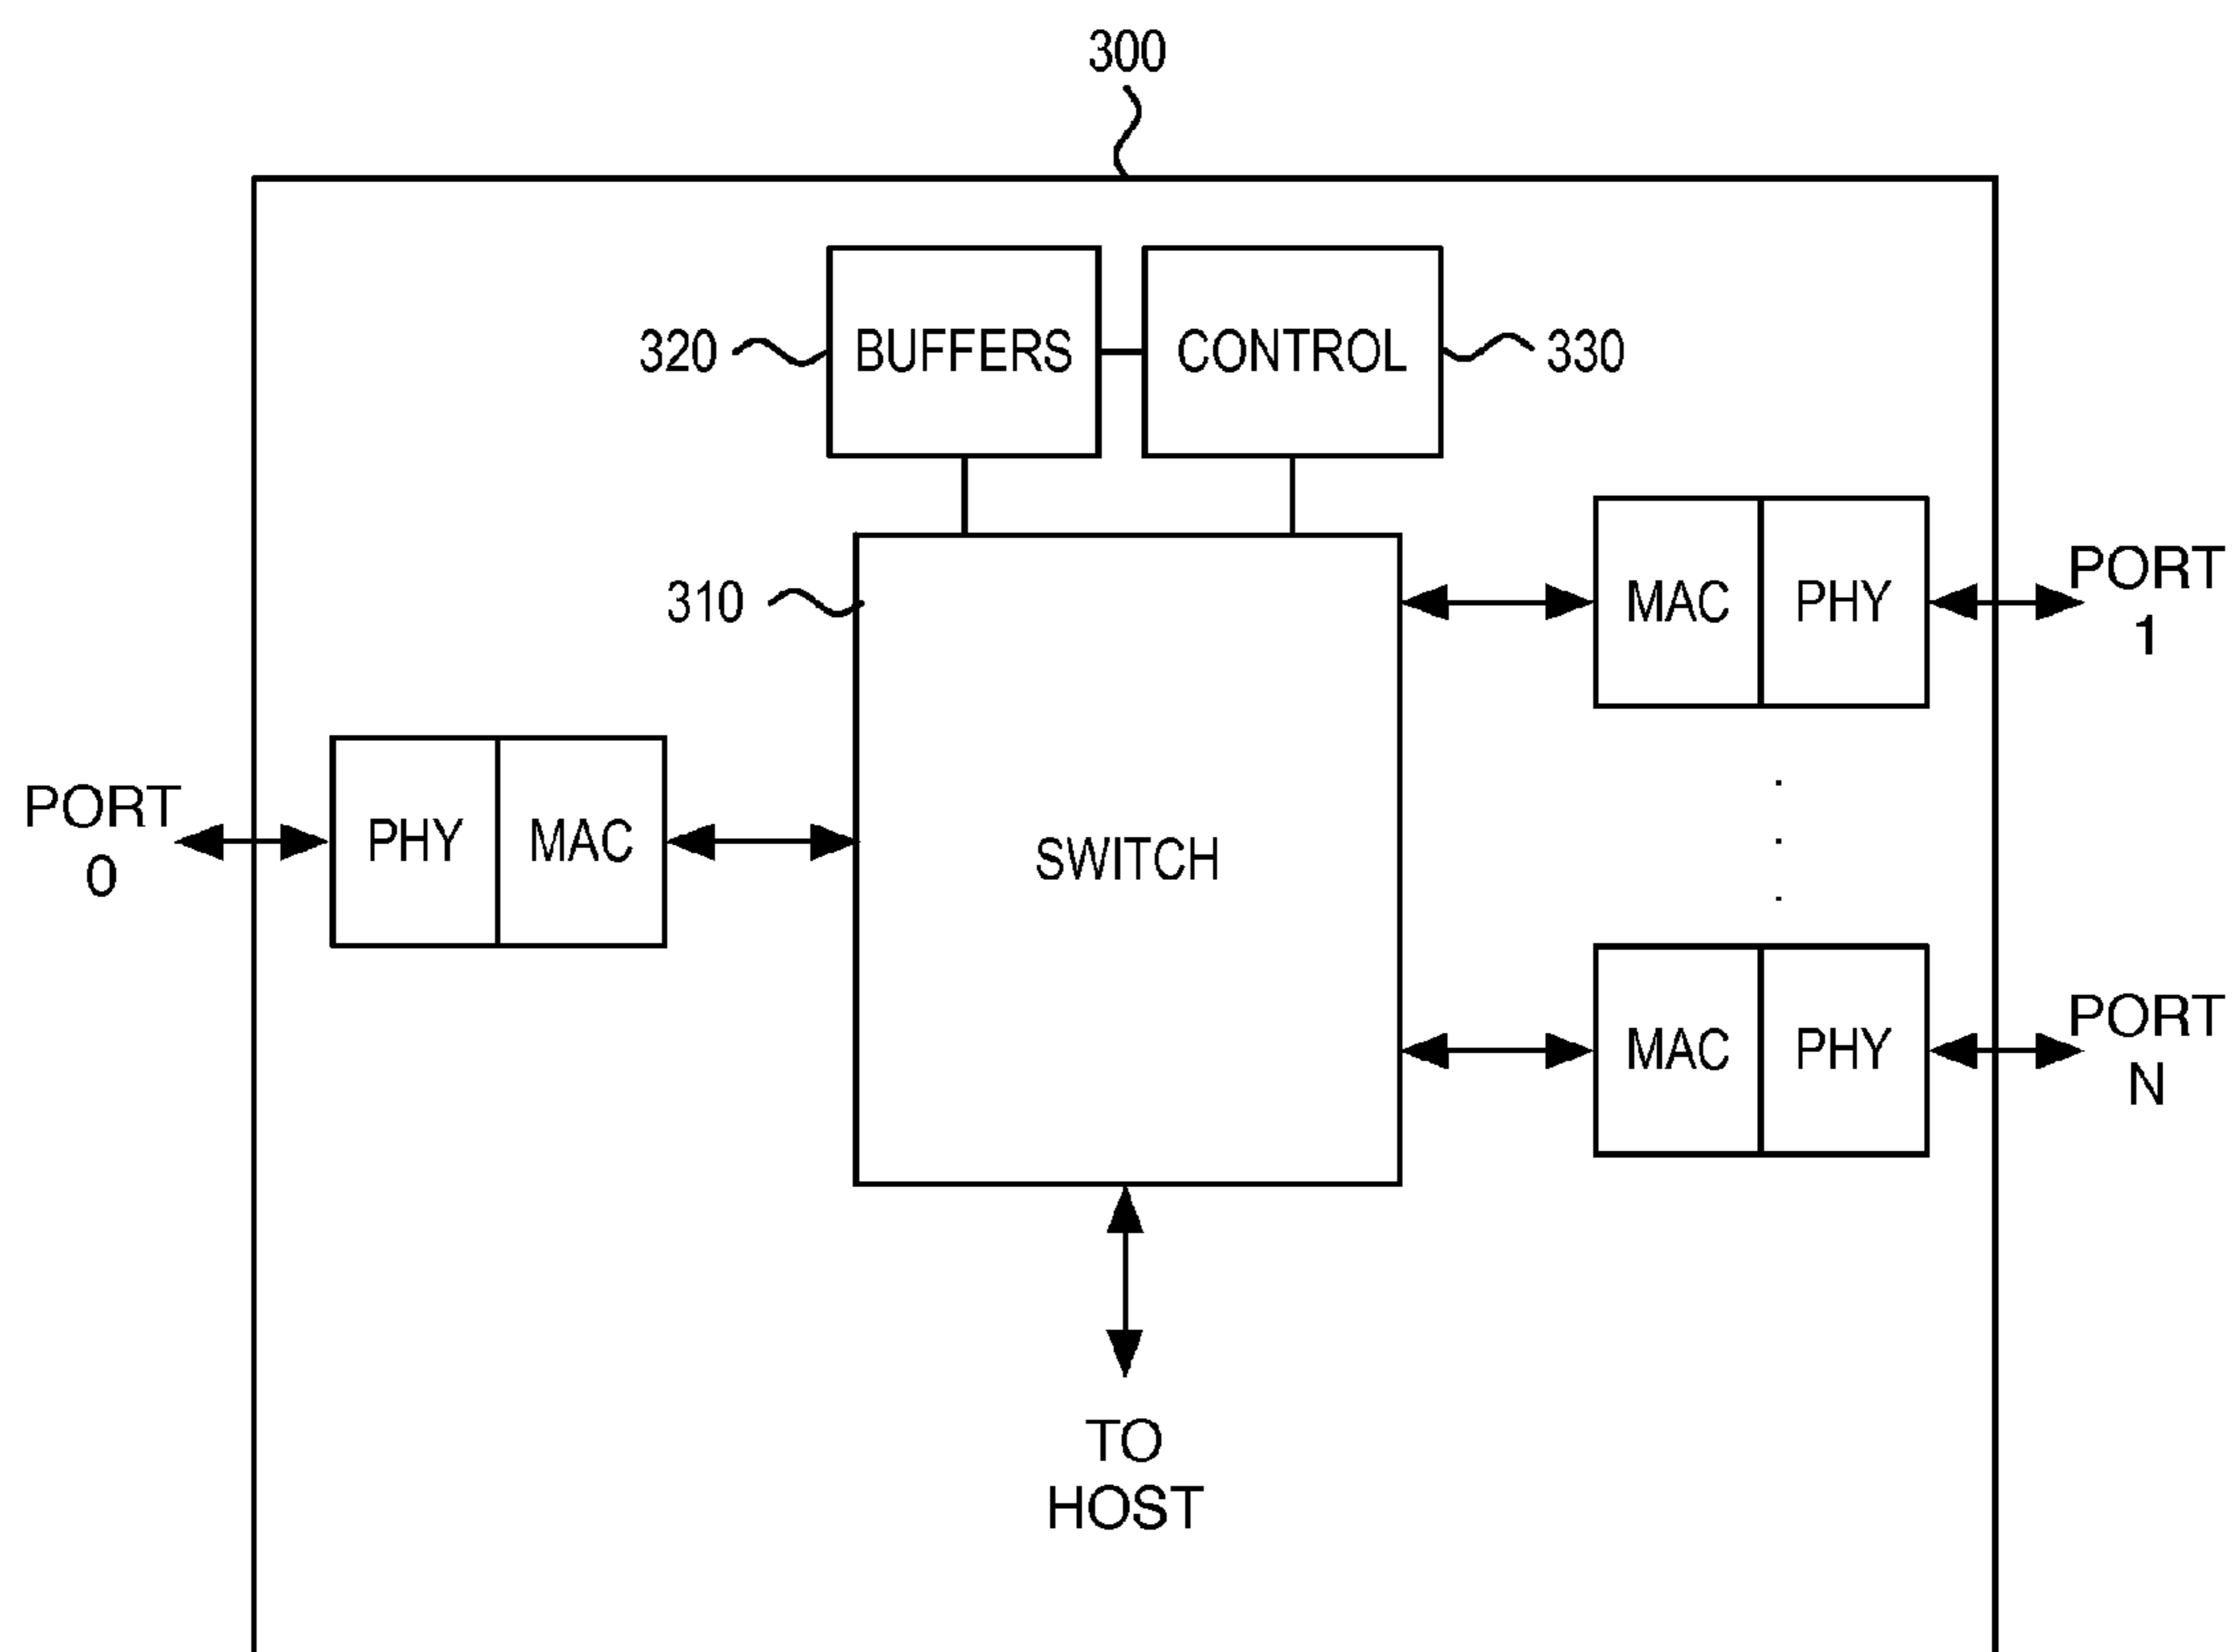 300
320
BUFFERS
CONTROL
330
310
MAC
PHY
PORT
1
PORT
0
PHY
MAC
SWITCH
MAC
PHY
PORT
N
TO
HOST